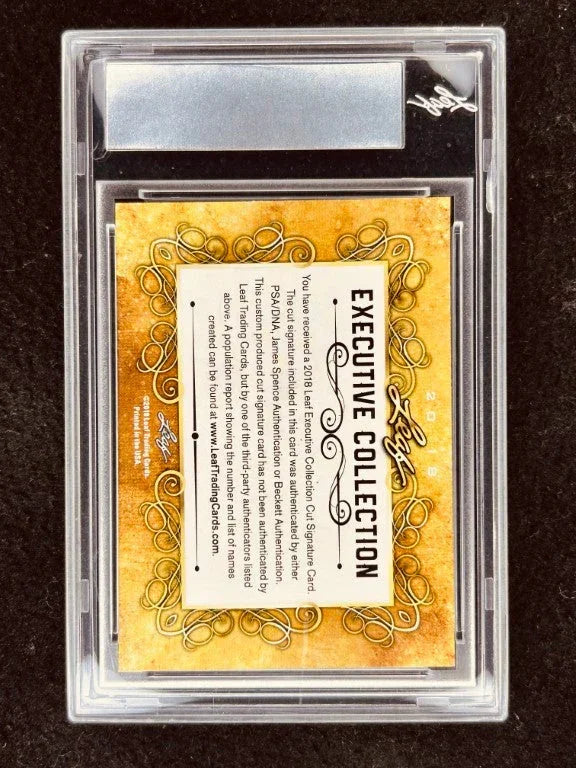 Leaf
2018
Leaf
EXECUTIVE COLLECTION
You have received a 2018 Leaf Executive Collection Cut Signature Card.
The cut signature included in this card was authenticated by either
PSA/DNA, James Spence Authentication or Beckett Authentication.
This custom produced cut signature card has not been authenticated by
Leaf Trading Cards, but by one of the third-party authenticators listed
above. A population report showing the number and list of names
created can be found at www.LeafTradingCards.com.
Leaf
©2018 Leaf Trading Cards.
Printed in the USA.